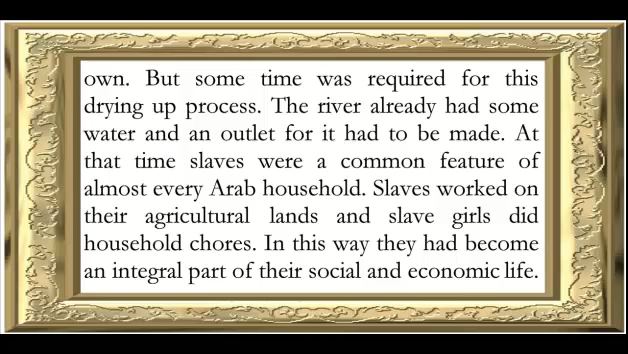 own. But some time was required for this
drying up process. The river already had some
water and an outlet for it had to be made. At
that time slaves were a common feature of
almost every Arab household. Slaves worked on
their agricultural lands and slave girls did
household chores. In this way they had become
an integral part of their social and economic life.